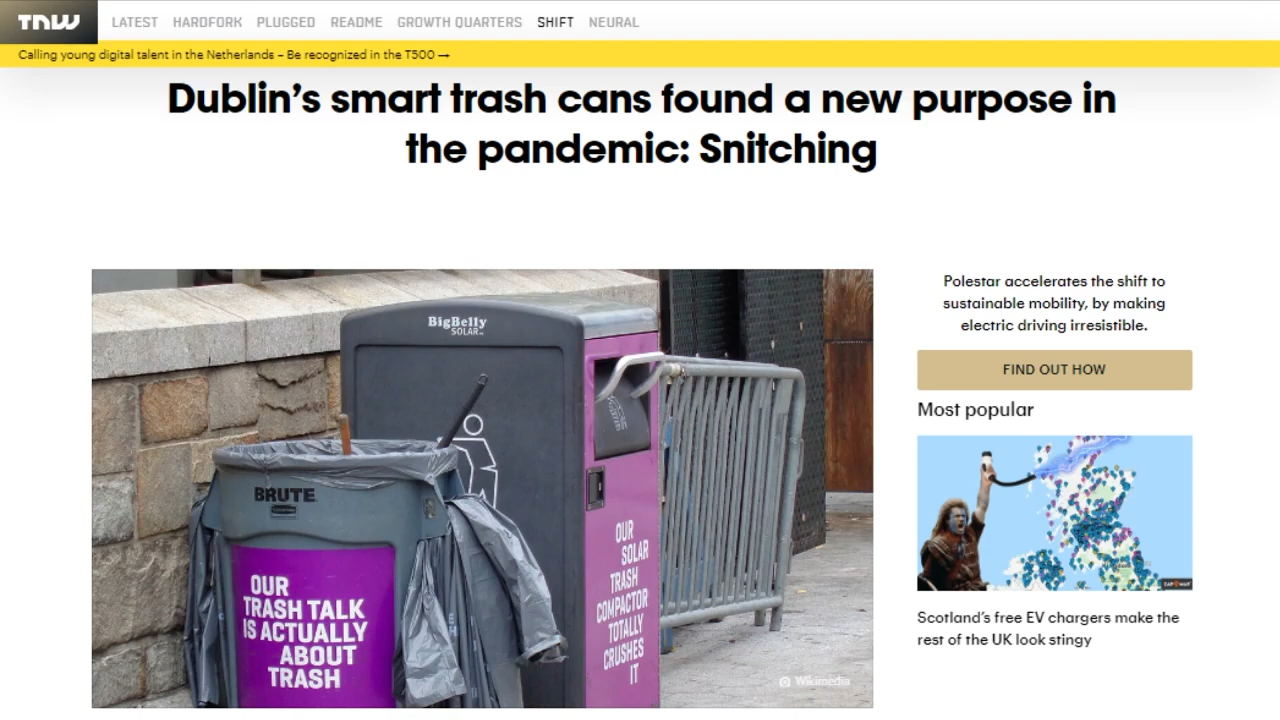 TNW
LATEST HARDFORK PLUGGED README GROWTH QUARTERS SHIFT NEURAL
Calling young digital talent in the Netherlands – Be recognized in the T500 →
Dublin’s smart trash cans found a new purpose in
the pandemic: Snitching
BigBelly
SOLAR
BRUTE
OUR
TRASH TALK
IS ACTUALLY
ABOUT
TRASH
OUR
SOLAR
TRASH
COMPACTOR
TOTALLY
CRUSHES
IT
Wikimedia
Polestar accelerates the shift to
sustainable mobility, by making
electric driving irresistible.
FIND OUT HOW
Most popular
Scotland’s free EV chargers make the
rest of the UK look stingy